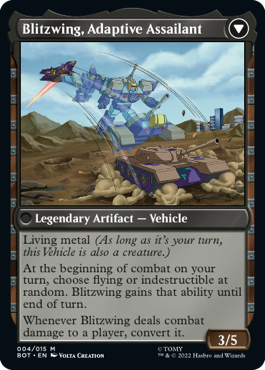 Blitzwing, Adaptive Assailant
Legendary Artifact — Vehicle
Living metal (As long as it's your turn,
this Vehicle is also a creature.)
At the beginning of combat on your
turn, choose flying or indestructible at
random. Blitzwing gains that ability until
end of turn.
Whenever Blitzwing deals combat
damage to a player, convert it.
3/5
004/015 M
BOT • EN VOLTA CREATION
©TOMY
™ & © 2022 Hasbro and Wizards